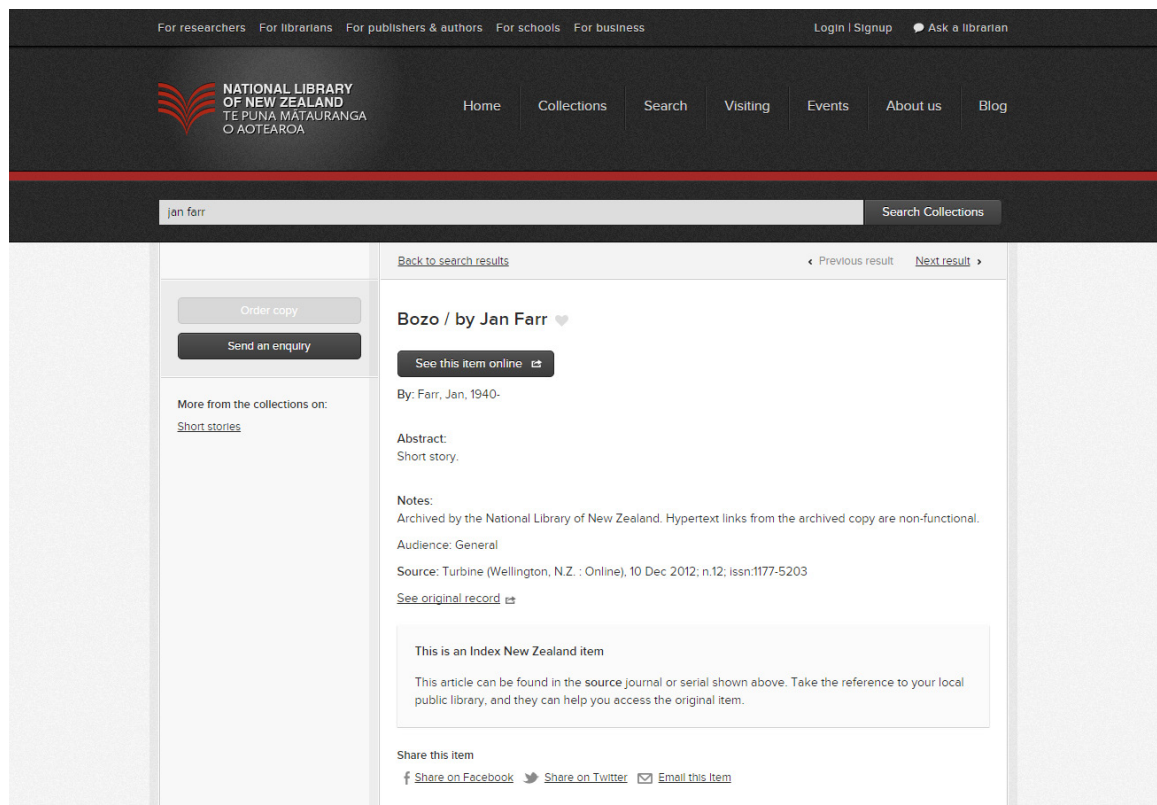 For researchers For librarians For publishers & authors For schools For business Login | Signup Ask a librarian
NATIONAL LIBRARY
OF NEW ZEALAND
TE PUNA MĀTAURANGA
O AOTEAROA
Home Collections Search Visiting Events About us Blog
jan farr Search Collections
Back to search results ‹ Previous result Next result ›
Order copy
Send an enquiry
More from the collections on:
Short stories
Bozo / by Jan Farr
See this item online
By: Farr, Jan, 1940-
Abstract:
Short story.
Notes:
Archived by the National Library of New Zealand. Hypertext links from the archived copy are non-functional.
Audience: General
Source: Turbine (Wellington, N.Z. : Online), 10 Dec 2012; n.12; issn:1177-5203
See original record
This is an Index New Zealand item
This article can be found in the source journal or serial shown above. Take the reference to your local
public library, and they can help you access the original item.
Share this item
Share on Facebook Share on Twitter Email this Item